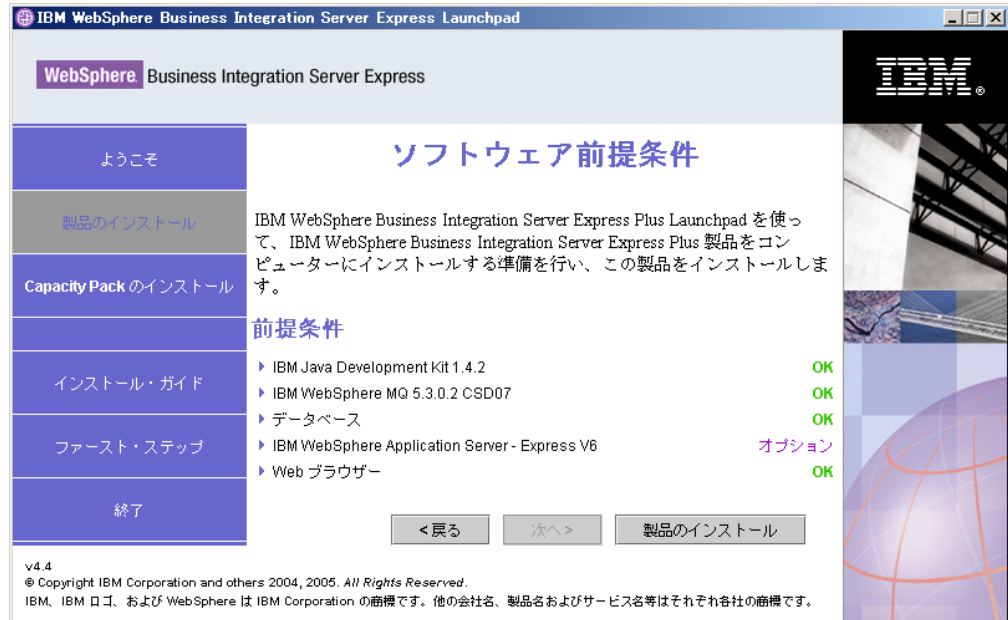 IBM WebSphere Business Integration Server Express Launchpad
WebSphere. Business Integration Server Express
IBM®
ようこそ
製品のインストール
Capacity Pack のインストール
インストール・ガイド
ファースト・ステップ
終了
ソフトウェア前提条件
IBM WebSphere Business Integration Server Express Plus Launchpad を使っ
て、IBM WebSphere Business Integration Server Express Plus 製品をコン
ピューターにインストールする準備を行い、この製品をインストールしま
す。
前提条件
IBM Java Development Kit 1.4.2 OK
IBM WebSphere MQ 5.3.0.2 CSD07 OK
データベース OK
IBM WebSphere Application Server - Express V6 オプション
Web ブラウザー OK
<戻る 次へ> 製品のインストール
v4.4
© Copyright IBM Corporation and others 2004, 2005. All Rights Reserved.
IBM、IBM ロゴ、および WebSphere は IBM Corporation の商標です。他の会社名、製品名およびサービス名等はそれぞれ各社の商標です。